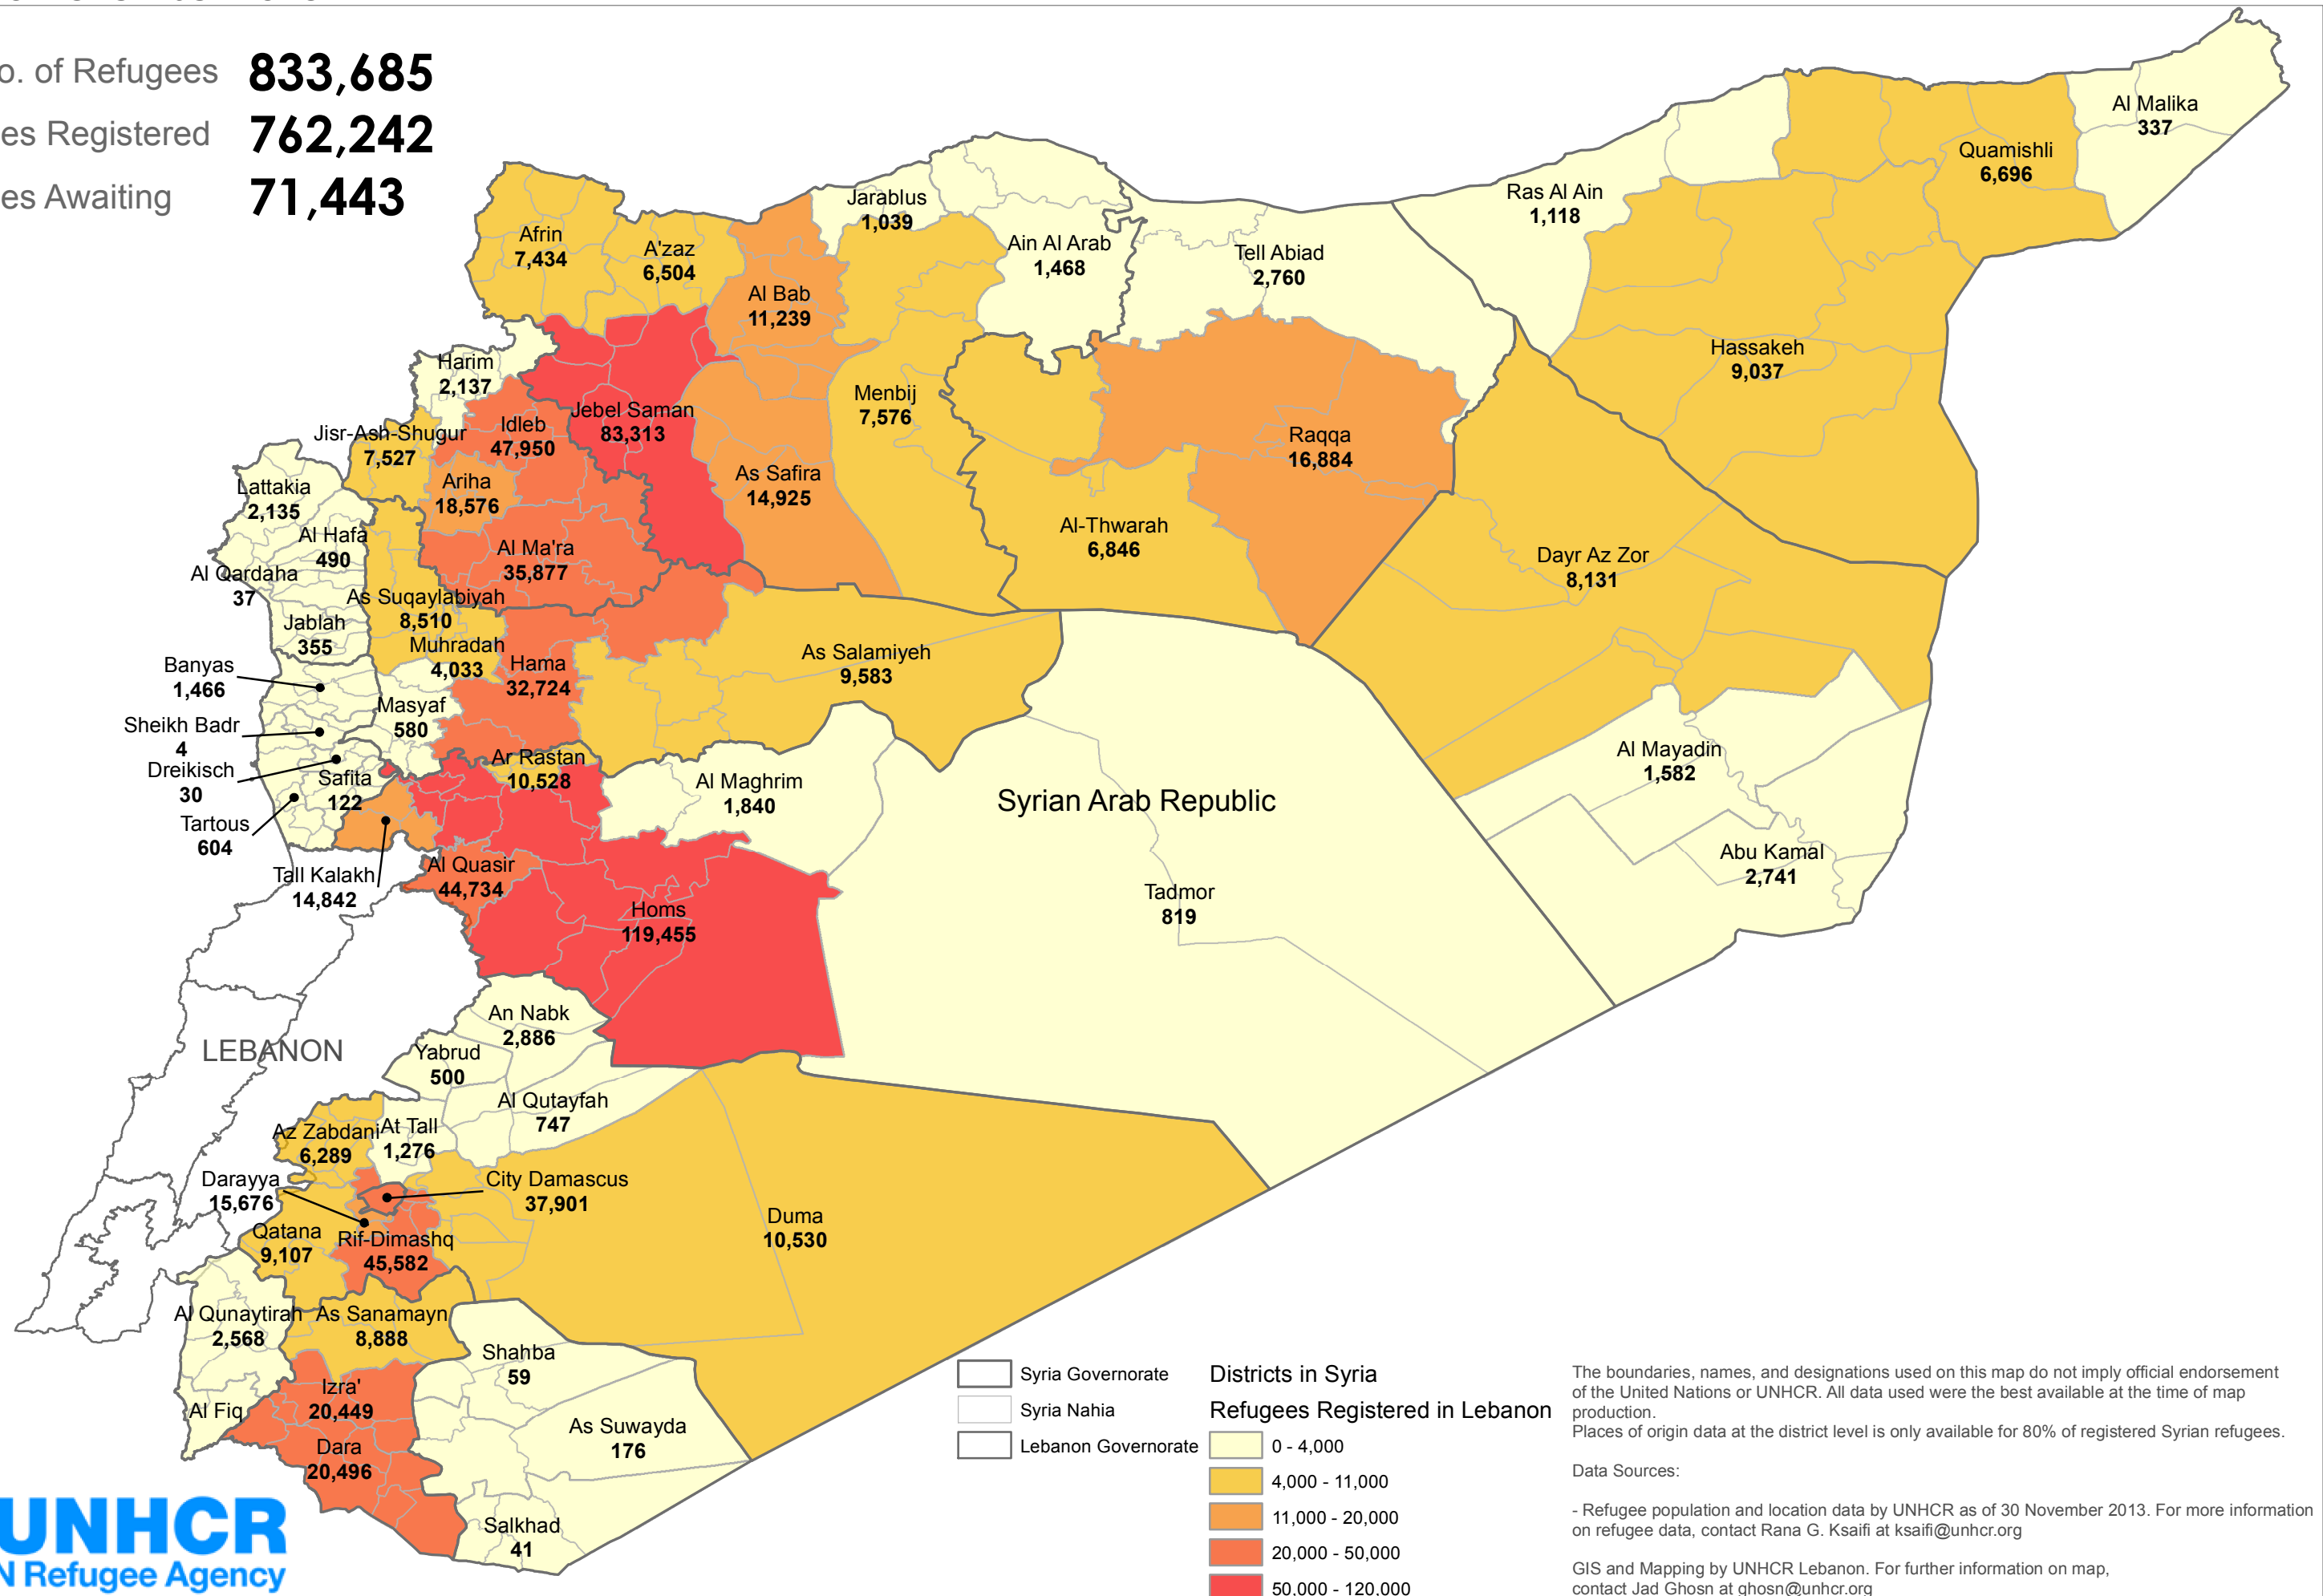 o. of Refugees 833,685
es Registered 762,242
es Awaiting 71,443
Al Malika
337
Quamishli
6,696
Ras Al Ain
1,118
Jarablus
1,039
Afrin
7,434
A'zaz
6,504
Ain Al Arab
1,468
Tell Abiad
2,760
Al Bab
11,239
Hassakeh
9,037
Harim
2,137
Menbij
7,576
Jebel Saman
83,313
Idleb
47,950
Jisr-Ash-Shugur
7,527
Raqqa
16,884
As Safira
14,925
Ariha
18,576
Lattakia
2,135
Al-Thwarah
6,846
Al Hafa
490
Al Ma'ra
35,877
Dayr Az Zor
8,131
Al Qardaha
37
As Suqaylabiyah
8,510
Jablah
355
Muhradah
4,033
As Salamiyeh
9,583
Hama
32,724
Banyas
1,466
Masyaf
580
Sheikh Badr
4
Al Mayadin
1,582
Ar Rastan
10,528
Dreikisch
30
Safita
122
Al Maghrim
1,840
Syrian Arab Republic
Tartous
604
Abu Kamal
2,741
Al Quasir
44,734
Tall Kalakh
14,842
Tadmor
819
Homs
119,455
An Nabk
2,886
LEBANON
Yabrud
500
Al Qutayfah
747
Az Zabdani
6,289
At Tall
1,276
Darayya
15,676
City Damascus
37,901
Duma
10,530
Qatana
9,107
Rif-Dimashq
45,582
Al Qunaytirah
2,568
As Sanamayn
8,888
Shahba
59
Izra'
20,449
Al Fiq
As Suwayda
176
Dara
20,496
Salkhad
41
UNHCR
N Refugee Agency
Syria Governorate
Syria Nahia
Lebanon Governorate
Districts in Syria
Refugees Registered in Lebanon
0 - 4,000
4,000 - 11,000
11,000 - 20,000
20,000 - 50,000
50,000 - 120,000
The boundaries, names, and designations used on this map do not imply official endorsement
of the United Nations or UNHCR. All data used were the best available at the time of map
production.
Places of origin data at the district level is only available for 80% of registered Syrian refugees.
Data Sources:
- Refugee population and location data by UNHCR as of 30 November 2013. For more information
on refugee data, contact Rana G. Ksaifi at ksaifi@unhcr.org
GIS and Mapping by UNHCR Lebanon. For further information on map,
contact Jad Ghosn at ghosn@unhcr.org